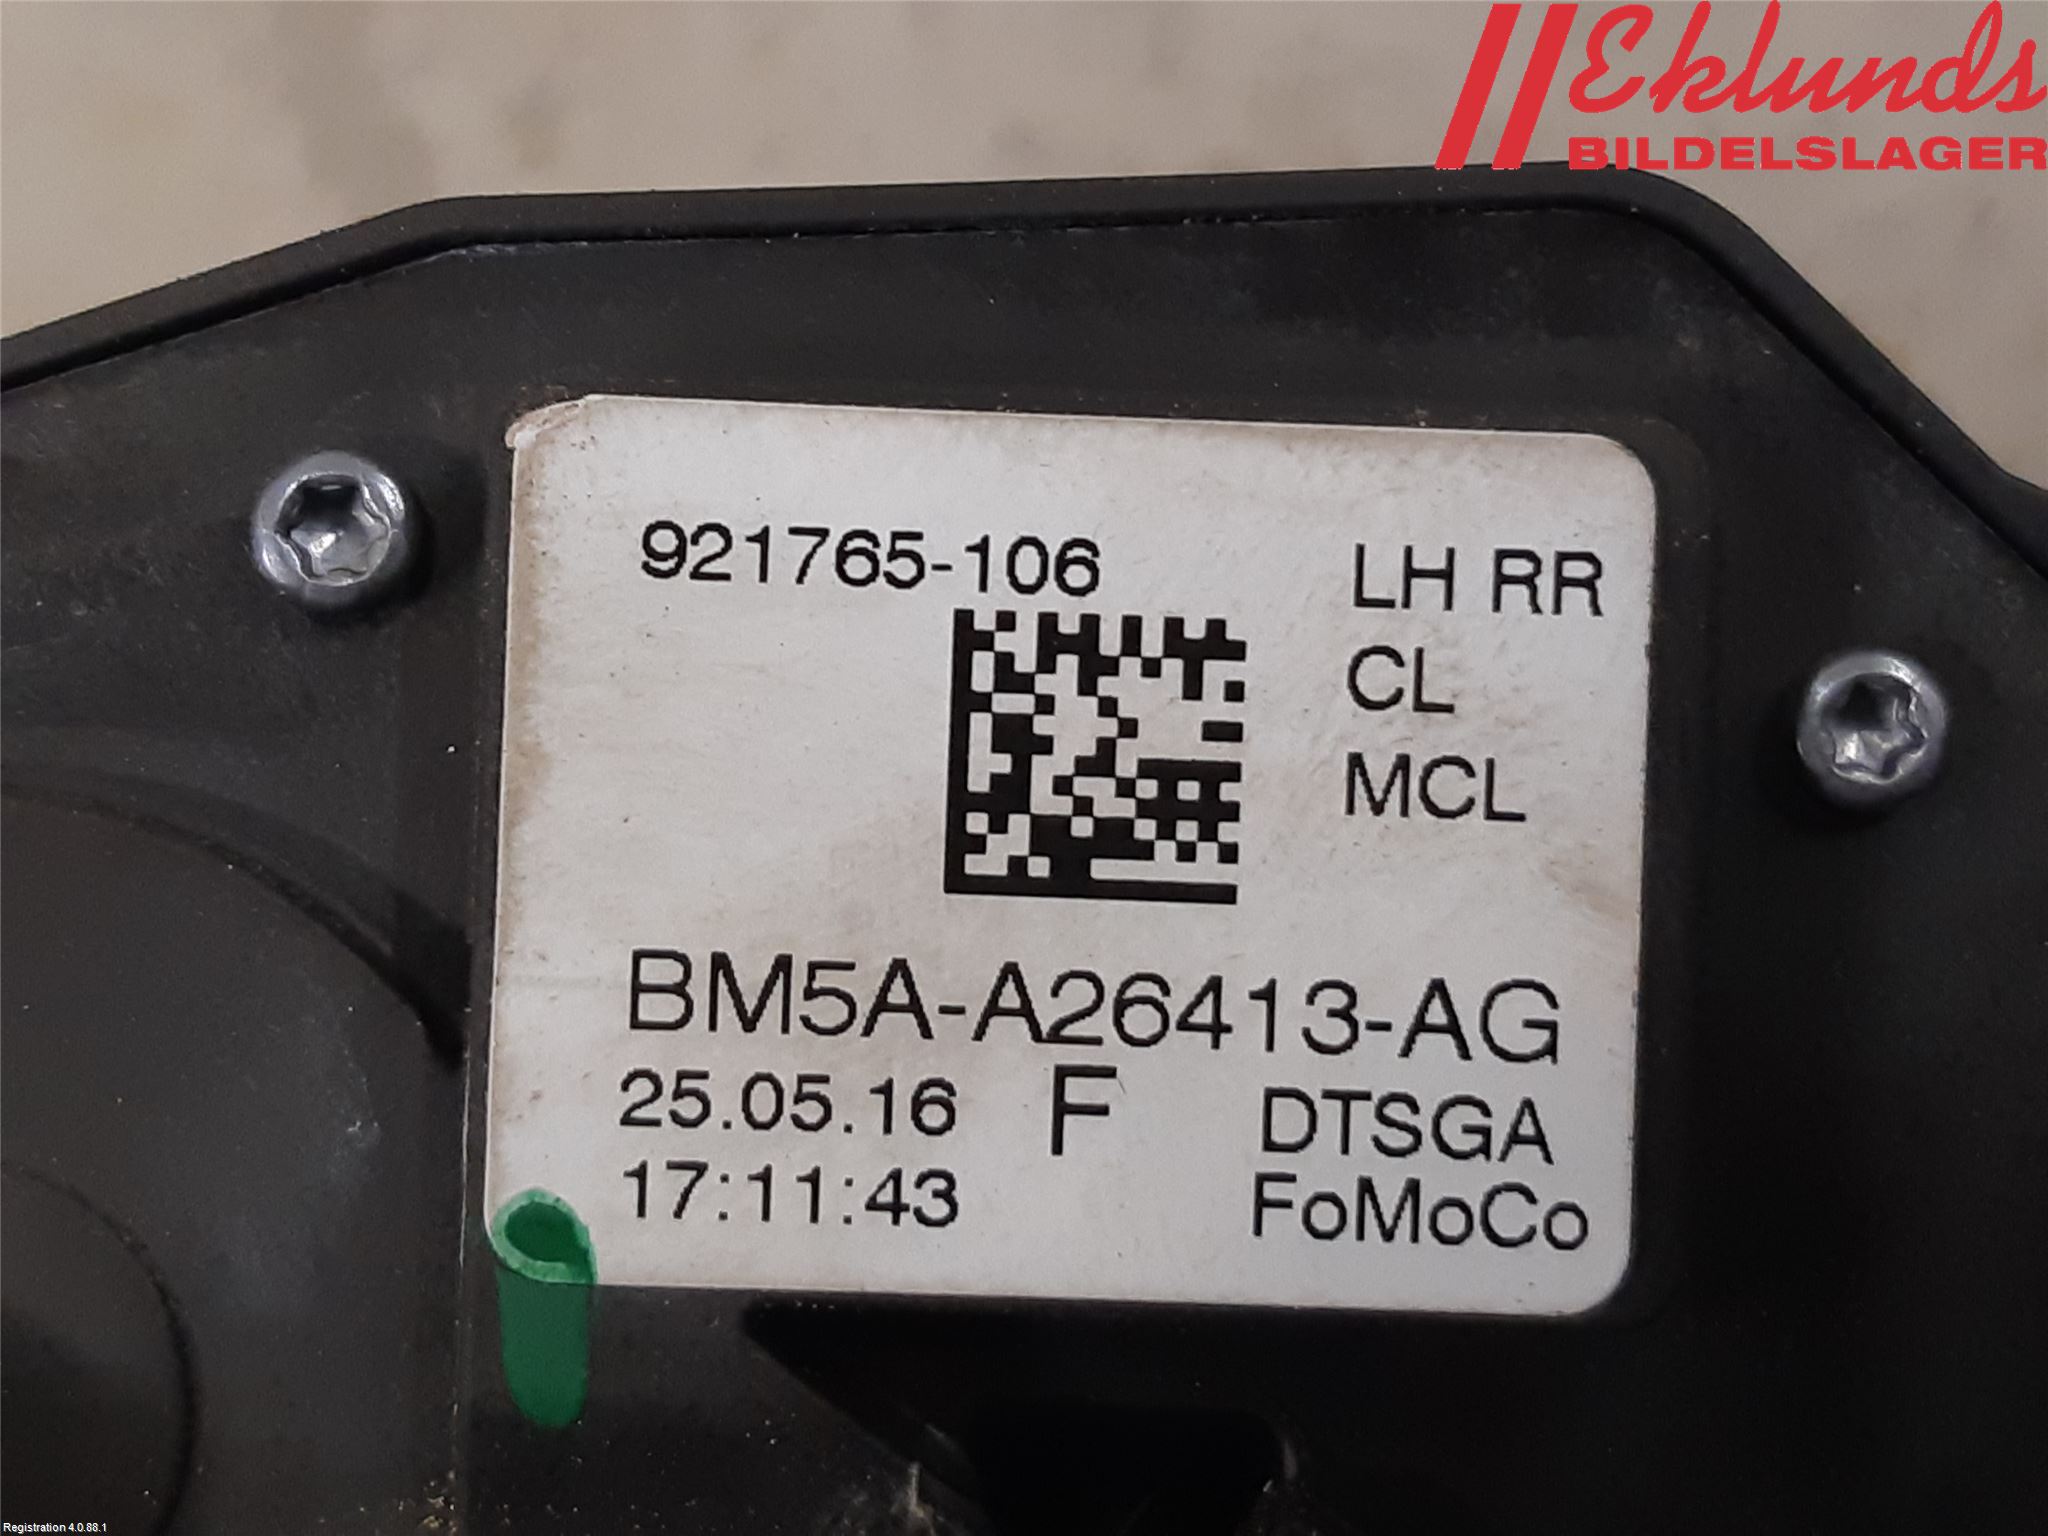 Eklunds
BILDELSLAGER
921765-106
LH RR
CL
MCL
BM5A-A26413-AG
25.05.16 F DTSGA
17:11:43 FoMoCo
Registration 4.0.88.1